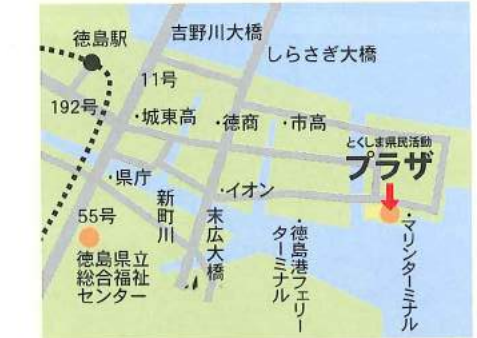 徳島駅
吉野川大橋
しらさぎ大橋
11号
192号
・城東高
・徳商
・市高
とくしま県民活動
プラザ
・県庁
・イオン
新町川
末広大橋
・徳島港フェリー
ターミナル
・マリンターミナル
55号
徳島県立
総合福祉
センター